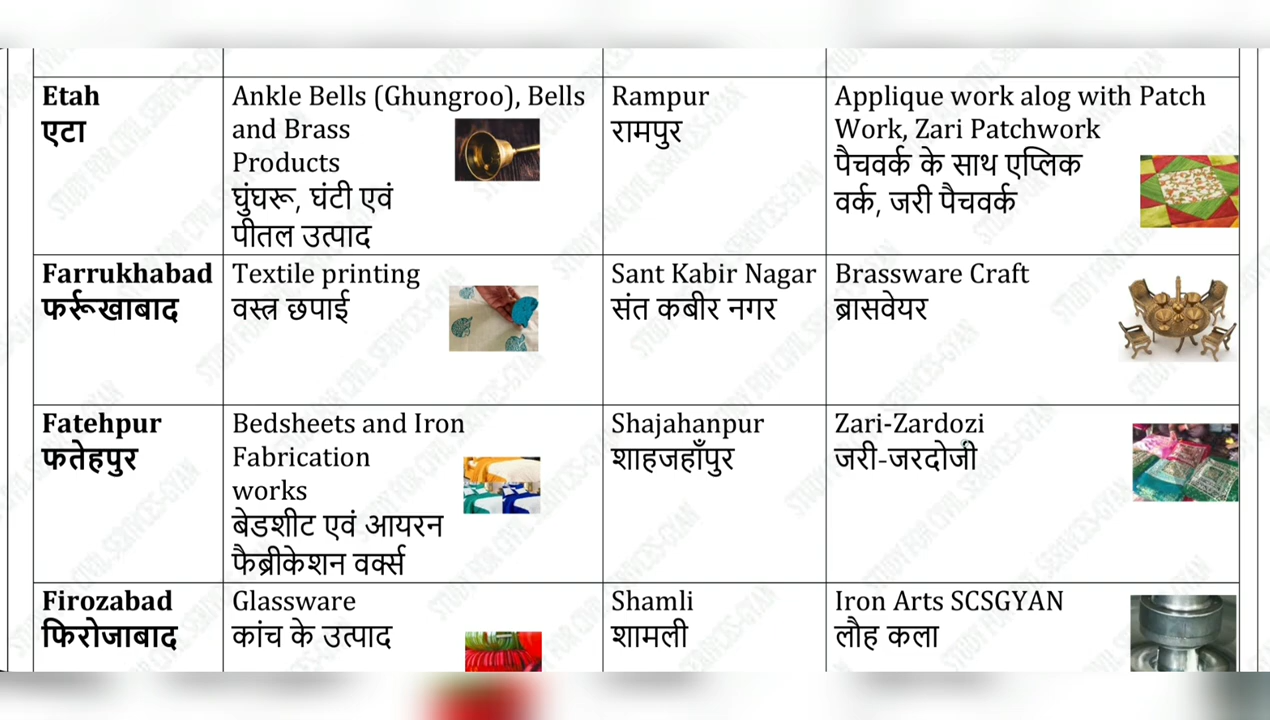 Etah
एटा
Ankle Bells (Ghungroo), Bells
and Brass
Products
घुंघरू, घंटी एवं
पीतल उत्पाद
Rampur
रामपुर
Applique work alog with Patch
Work, Zari Patchwork
पैचवर्क के साथ एप्लिक
वर्क, जरी पैचवर्क
Farrukhabad
फर्रूखाबाद
Textile printing
वस्त्र छपाई
Sant Kabir Nagar
संत कबीर नगर
Brassware Craft
ब्रासवेयर
Fatehpur
फतेहपुर
Bedsheets and Iron
Fabrication
works
बेडशीट एवं आयरन
फैब्रीकेशन वर्क्स
Shajahanpur
शाहजहाँपुर
Zari-Zardozi
जरी-जरदोजी
Firozabad
फिरोजाबाद
Glassware
कांच के उत्पाद
Shamli
शामली
Iron Arts SCSGYAN
लौह कला